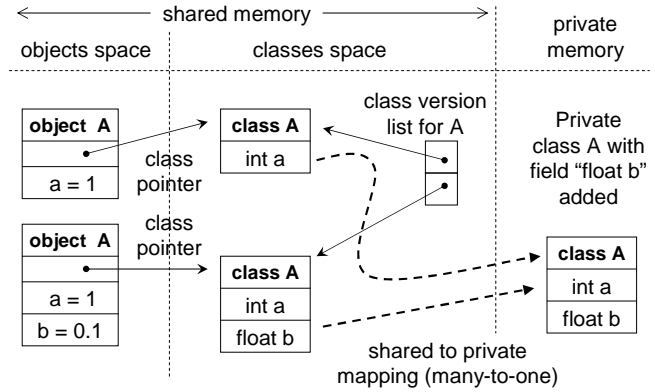 shared memory
objects space
classes space
private
memory
object A
a = 1
class
pointer
class A
int a
class version
list for A
Private
class A with
field “float b”
added
object A
a = 1
b = 0.1
class
pointer
class A
int a
float b
class A
int a
float b
shared to private
mapping (many-to-one)